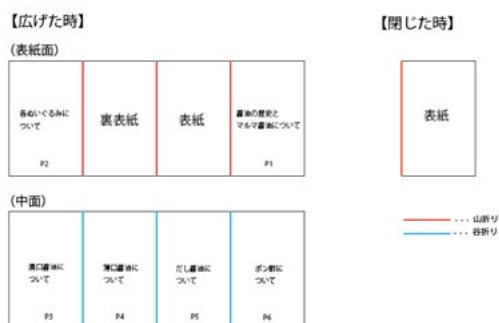 【広げた時】
【閉じた時】
(表紙面)
各ぬいぐるみに
ついて
P2
裏表紙
表紙
醤油の歴史と
マルマ醤油について
P1
表紙
・・・山折り
・・・谷折り
(中面)
濃口醤油に
ついて
P3
薄口醤油に
ついて
P4
だし醤油に
ついて
P5
ポン酢に
ついて
P6